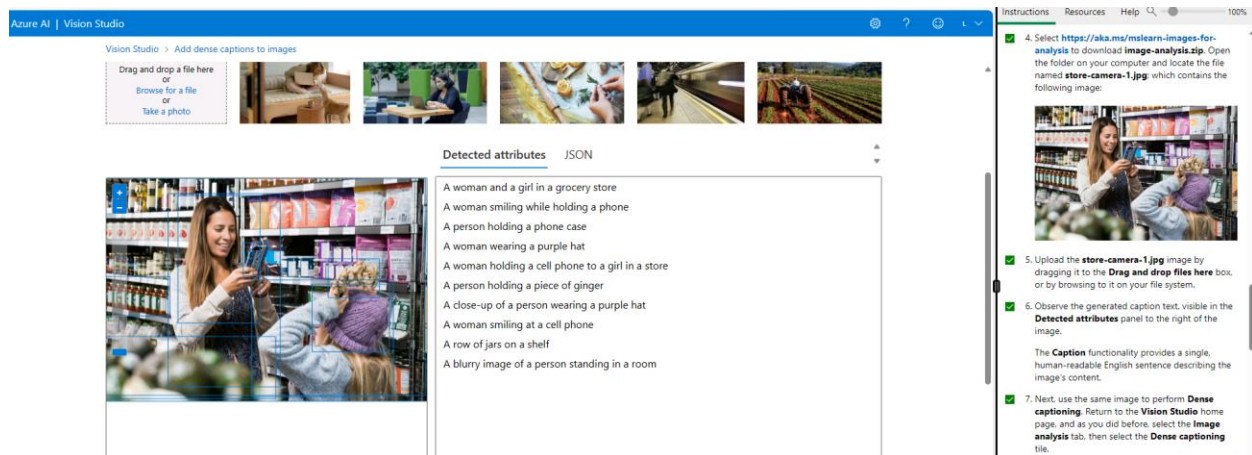 Azure AI | Vision Studio
Vision Studio > Add dense captions to images
Drag and drop a file here
or
Browse for a file
or
Take a photo
Detected attributes JSON
A woman and a girl in a grocery store
A woman smiling while holding a phone
A person holding a phone case
A woman wearing a purple hat
A woman holding a cell phone to a girl in a store
A person holding a piece of ginger
A close-up of a person wearing a purple hat
A woman smiling at a cell phone
A row of jars on a shelf
A blurry image of a person standing in a room
Instructions Resources Help 100%
4. Select https://aka.ms/mslearn-images-for-
analysis to download image-analysis.zip. Open
the folder on your computer and locate the file
named store-camera-1.jpg; which contains the
following image:
5. Upload the store-camera-1.jpg image by
dragging it to the Drag and drop files here box,
or by browsing to it on your file system.
6. Observe the generated caption text, visible in the
Detected attributes panel to the right of the
image.
The Caption functionality provides a single,
human-readable English sentence describing the
image's content.
7. Next, use the same image to perform Dense
captioning. Return to the Vision Studio home
page, and as you did before, select the Image
analysis tab, then select the Dense captioning
tile.